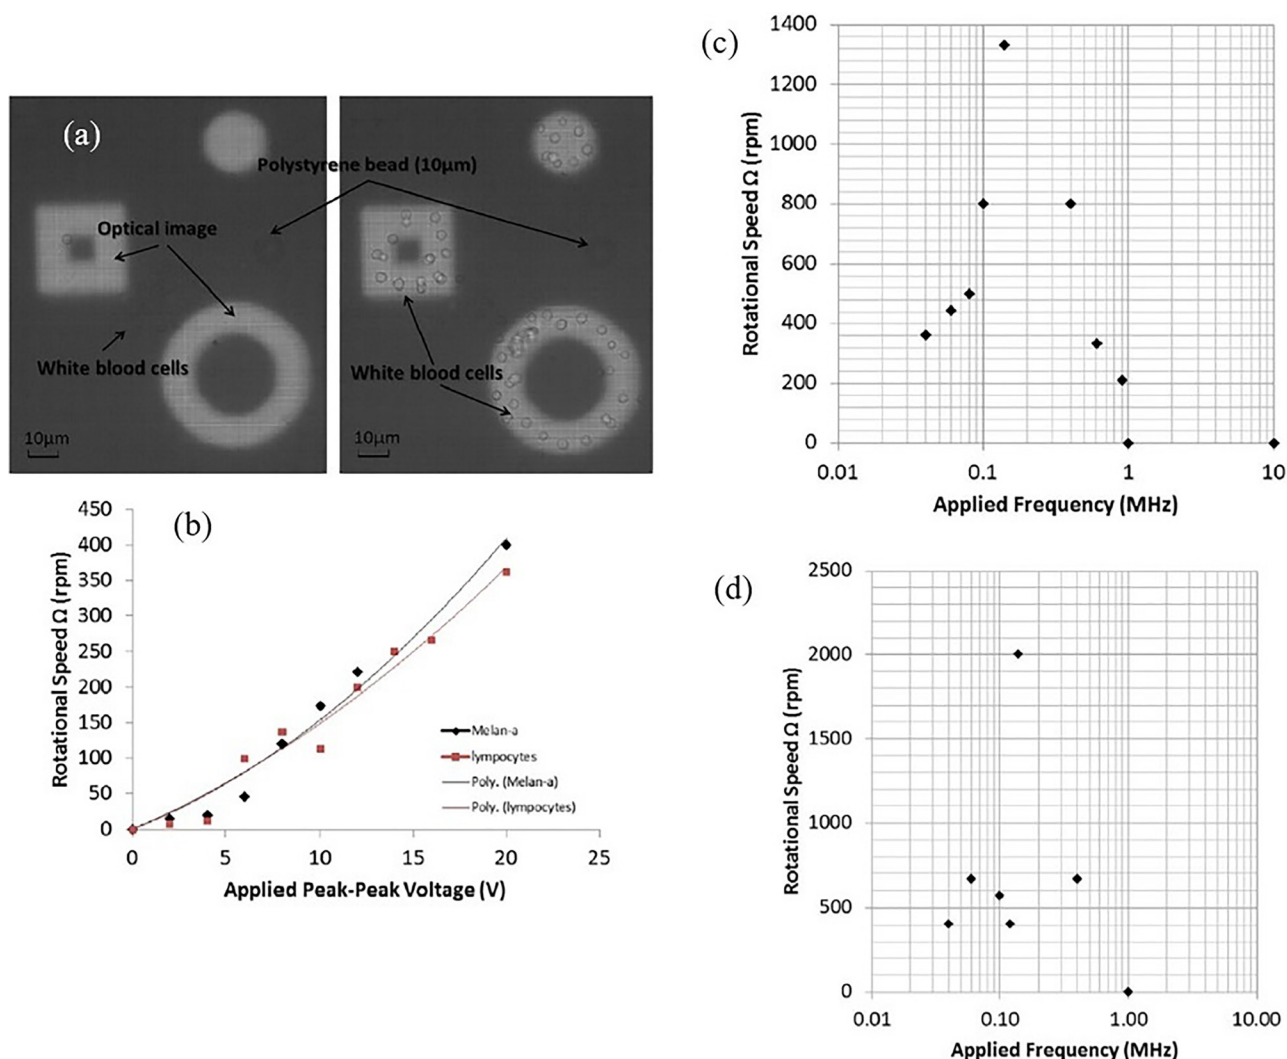 (a)
Polystyrene bead (10µm)
Optical image
White blood cells
White blood cells
10µm
10µm
(b)
Rotational Speed Ω (rpm)
450
400
350
300
250
200
150
100
50
0
0 5 10 15 20 25
Applied Peak-Peak Voltage (V)
Melan-a
lympocytes
Poly. (Melan-a)
Poly. (lympocytes)
(c)
Rotational Speed Ω (rpm)
1400
1200
1000
800
600
400
200
0
0.01 0.1 1 10
Applied Frequency (MHz)
(d)
Rotational Speed Ω (rpm)
2500
2000
1500
1000
500
0
0.01 0.10 1.00 10.00
Applied Frequency (MHz)